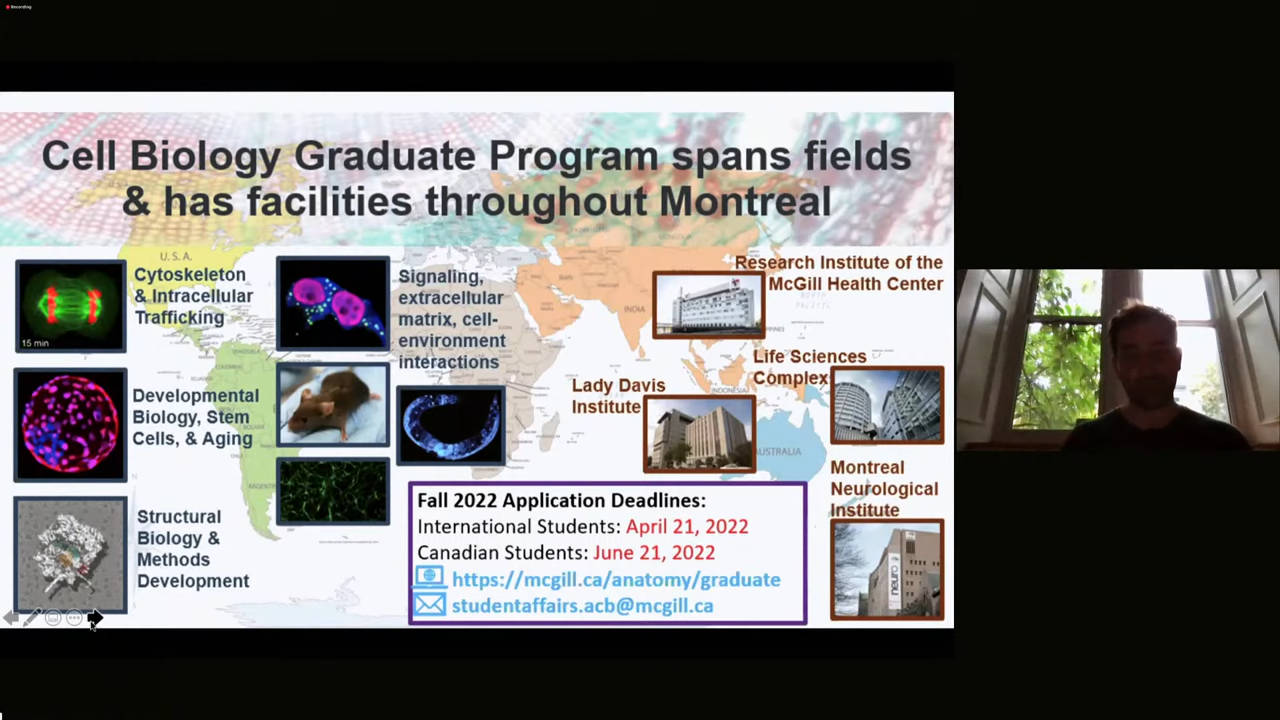 Recording
Cell Biology Graduate Program spans fields
& has facilities throughout Montreal
U. S. A.
Cytoskeleton
& Intracellular
Trafficking
15 min
Signaling,
extracellular
matrix, cell-
environment
interactions
Developmental
Biology, Stem
Cells, & Aging
Structural
Biology &
Methods
Development
Research Institute of the
McGill Health Center
Life Sciences
Complex
Lady Davis
Institute
Montreal
Neurological
Institute
neuro
INDIA
IRAN
INDONESIA
AUSTRALIA
Fall 2022 Application Deadlines:
International Students: April 21, 2022
Canadian Students: June 21, 2022
https://mcgill.ca/anatomy/graduate
studentaffairs.acb@mcgill.ca